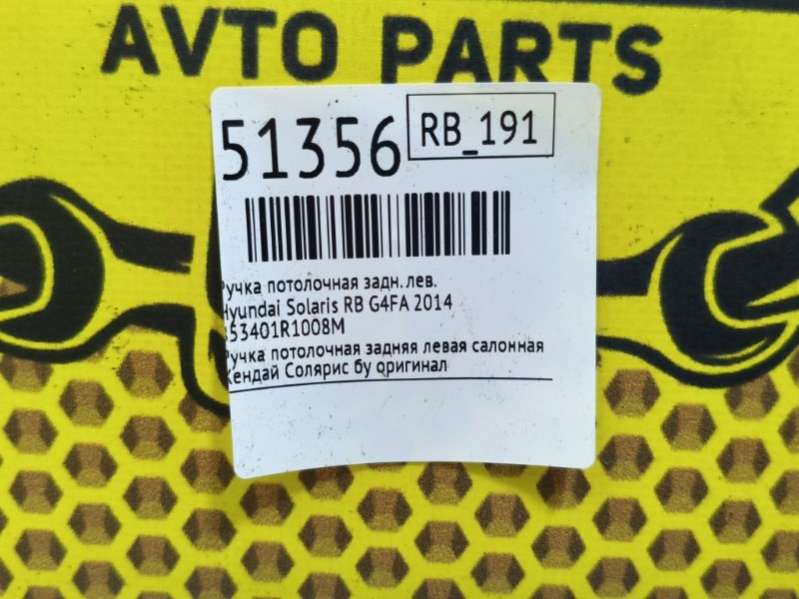 AVTO PARTS
51356
RB_191
Ручка потолочная задн. лев.
Hyundai Solaris RB G4FA 2014
853401R1008M
Ручка потолочная задняя левая салонная
Хендай Солярис бу оригинал